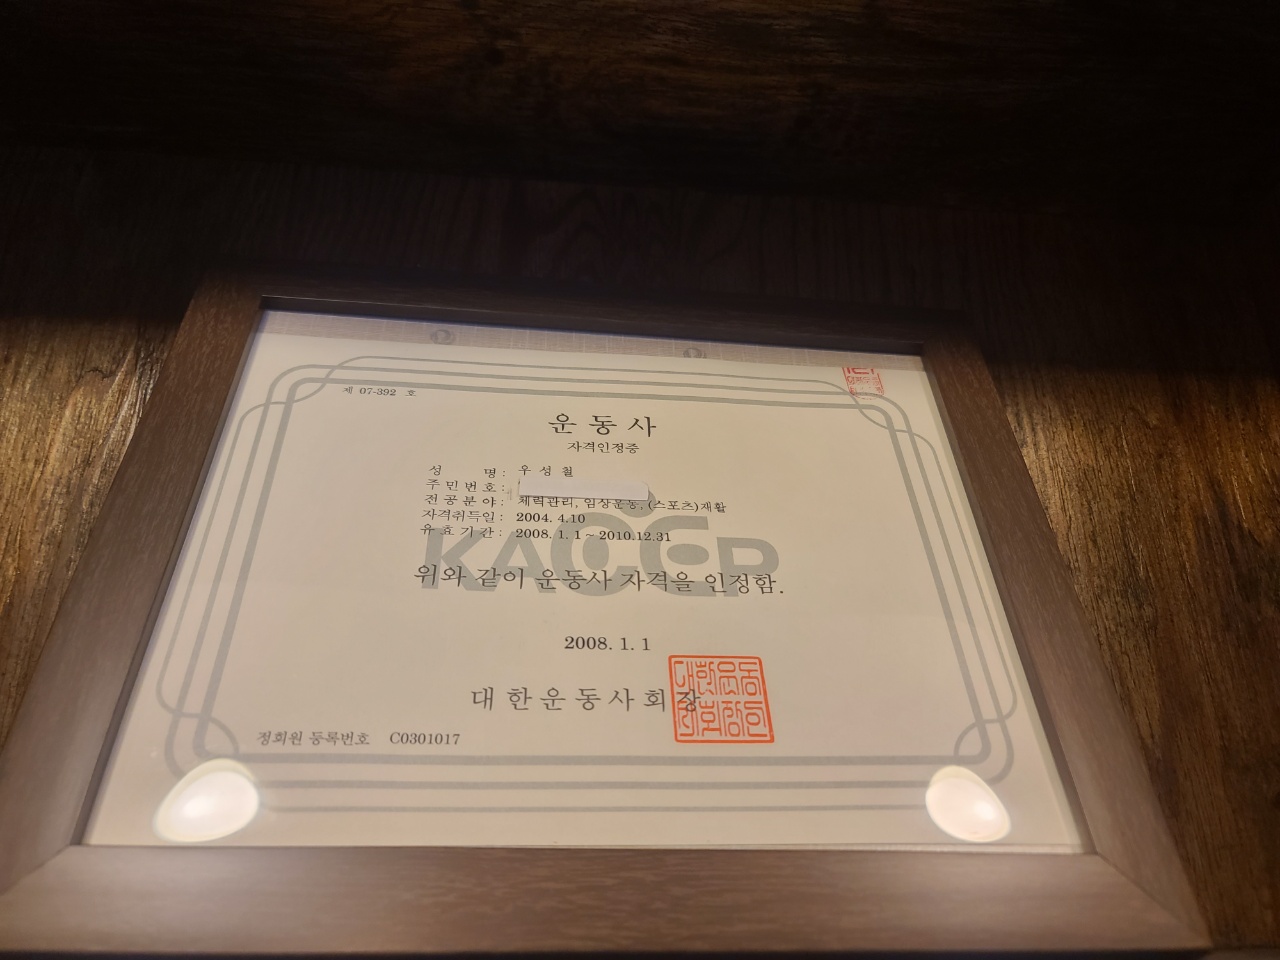 제 07-392 호
운동사
자격인정증
성 명 : 우성철
주민번호 :
전공분야 : 체력관리, 임상운동, (스포츠)재활
자격취득일 : 2004. 4.10
유효기간 : 2008. 1. 1 ~ 2010.12.31
위와 같이 운동사 자격을 인정함.
2008. 1. 1
대한운동사회장
정회원 등록번호 C0301017